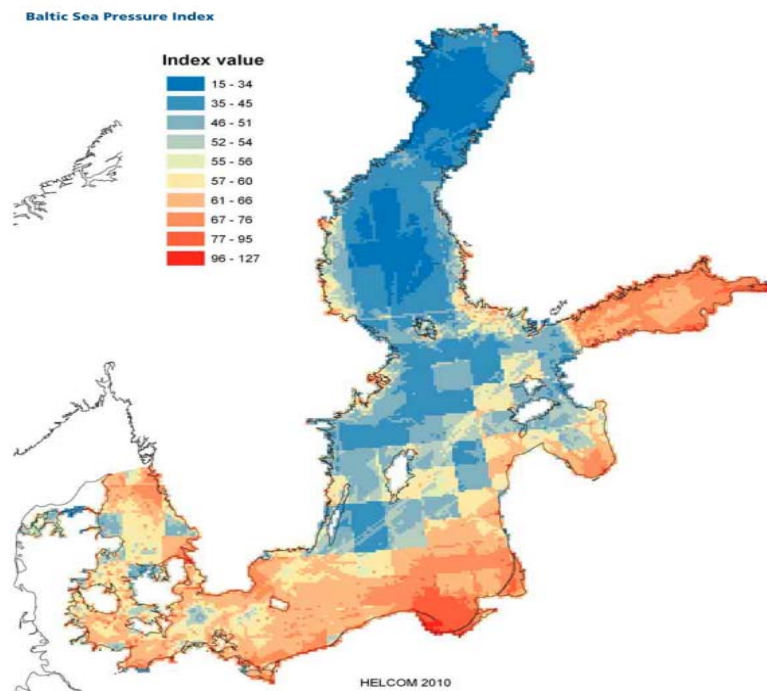 Baltic Sea Pressure Index
Index value
15 - 34
35 - 45
46 - 51
52 - 54
55 - 56
57 - 60
61 - 66
67 - 76
77 - 95
96 - 127
HELCOM 2010